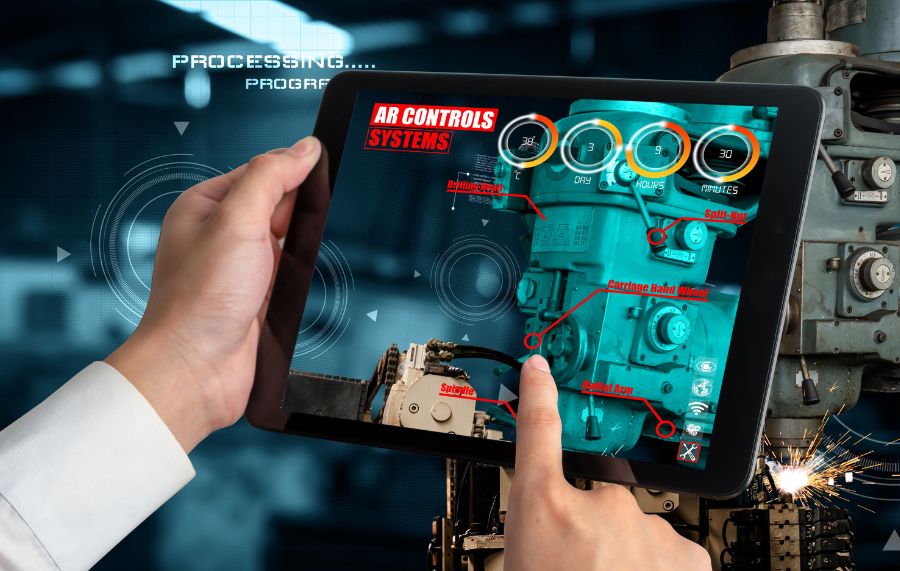 PROCESSING.....
PROGR
AR CONTROLS
SYSTEMS
38
°C
3
DAY
9
HOURS
30
MINUTES
Drilling Head
Split-Nut
Carriage Hand Wheel
Spindle
Radial Arm